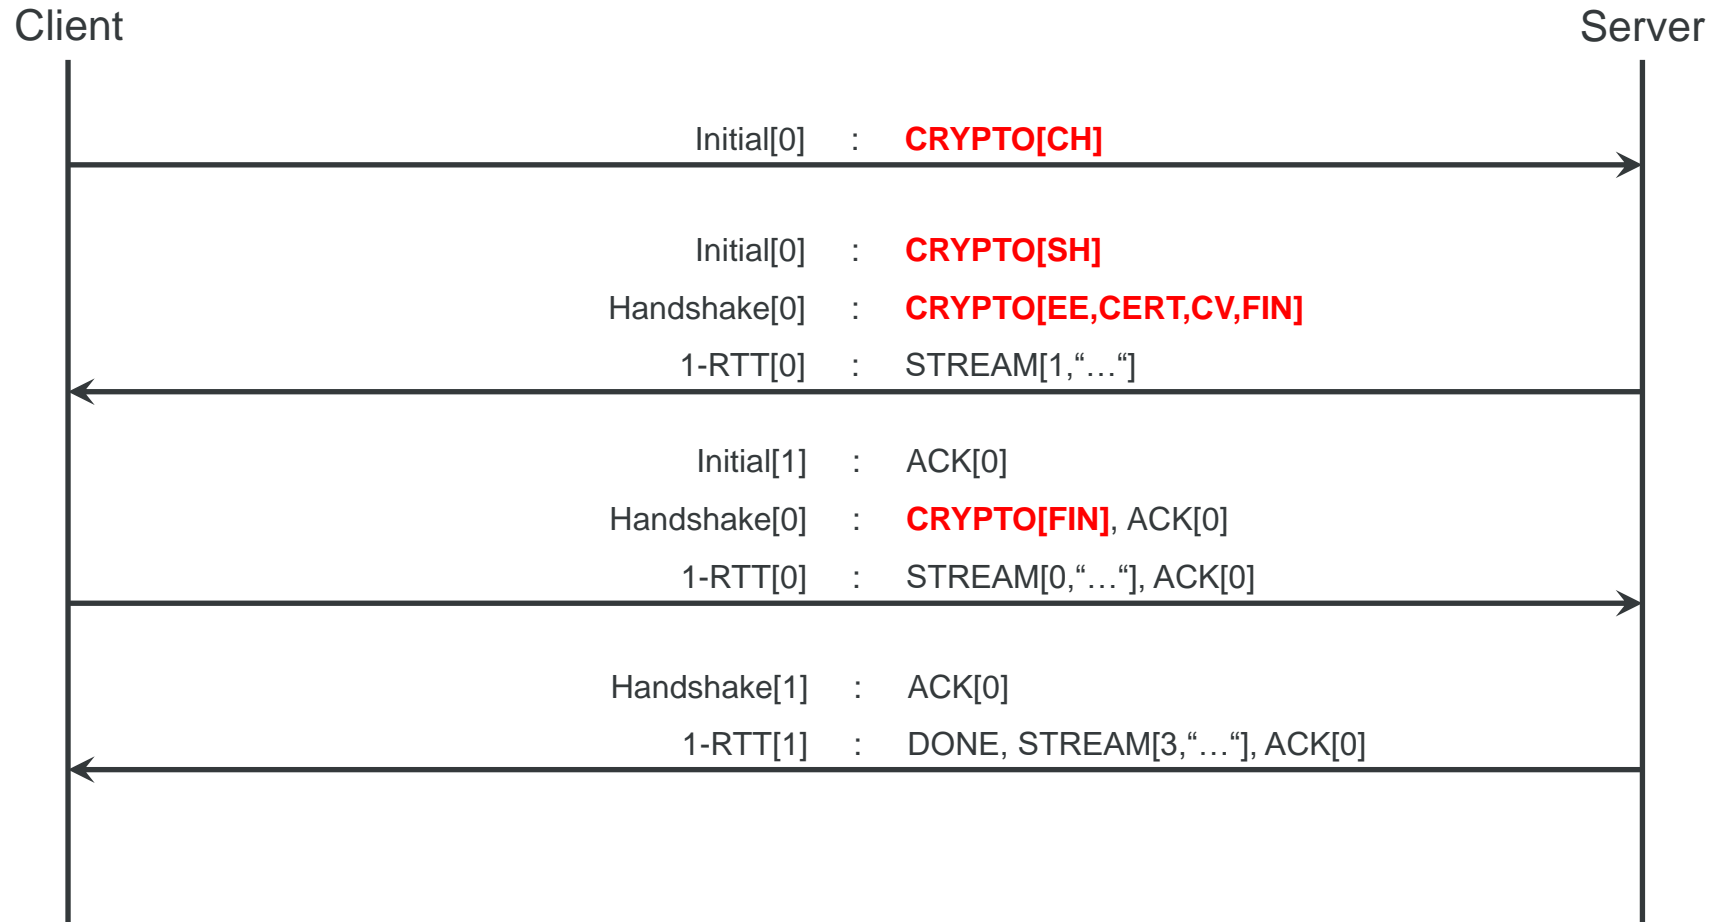 Client Server
Initial[0] : CRYPTO[CH]
Initial[0] : CRYPTO[SH]
Handshake[0] : CRYPTO[EE,CERT,CV,FIN]
1-RTT[0] : STREAM[1,“…“]
Initial[1] : ACK[0]
Handshake[0] : CRYPTO[FIN], ACK[0]
1-RTT[0] : STREAM[0,“…“], ACK[0]
Handshake[1] : ACK[0]
1-RTT[1] : DONE, STREAM[3,“…“], ACK[0]